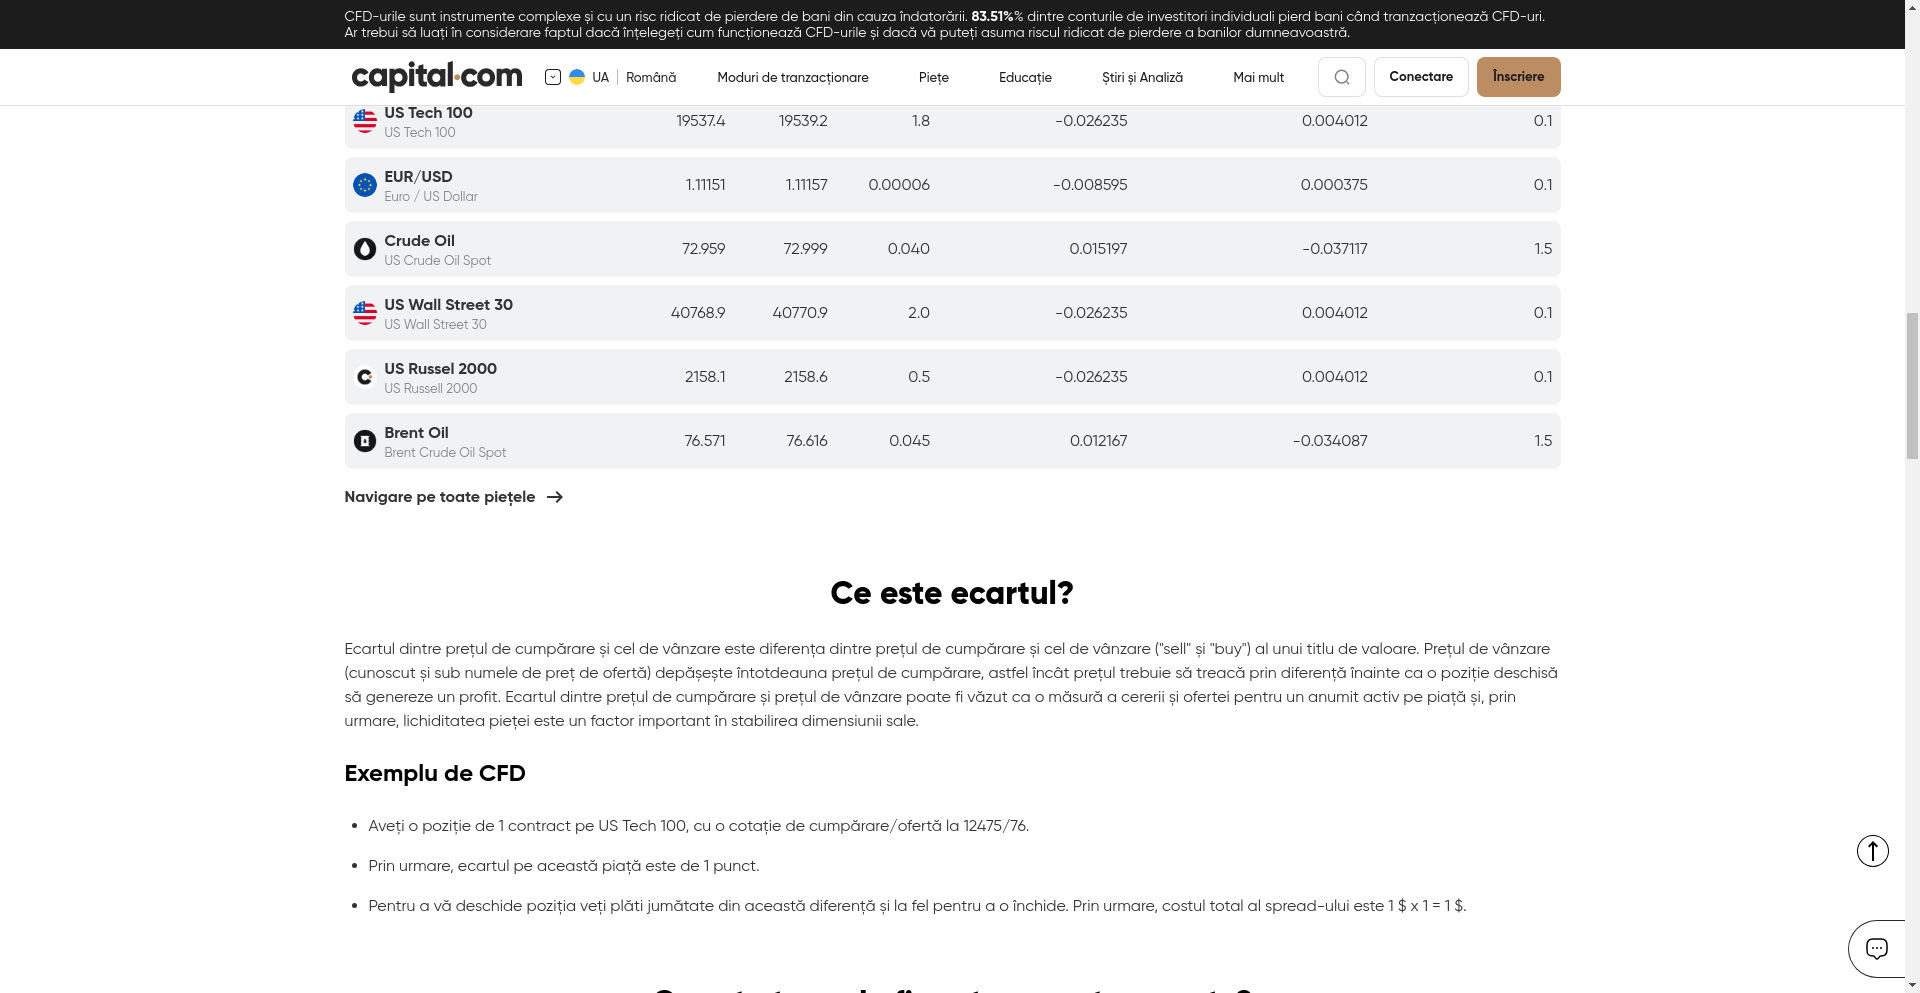 CFD-urile sunt instrumente complexe și cu un risc ridicat de pierdere de bani din cauza îndatorării. 83.51%% dintre conturile de investitori individuali pierd bani când tranzacționează CFD-uri.
Ar trebui să luați în considerare faptul dacă înțelegeți cum funcționează CFD-urile și dacă vă puteți asuma riscul ridicat de pierdere a banilor dumneavoastră.
capital.com UA Română Moduri de tranzacționare Piețe Educație Știri și Analiză Mai mult Conectare Înscriere
US Tech 100 19537.4 19539.2 1.8 -0.026235 0.004012 0.1
US Tech 100
EUR/USD 1.11151 1.11157 0.00006 -0.008595 0.000375 0.1
Euro / US Dollar
Crude Oil 72.959 72.999 0.040 0.015197 -0.037117 1.5
US Crude Oil Spot
US Wall Street 30 40768.9 40770.9 2.0 -0.026235 0.004012 0.1
US Wall Street 30
US Russel 2000 2158.1 2158.6 0.5 -0.026235 0.004012 0.1
US Russell 2000
Brent Oil 76.571 76.616 0.045 0.012167 -0.034087 1.5
Brent Crude Oil Spot
Navigare pe toate piețele
Ce este ecartul?
Ecartul dintre prețul de cumpărare și cel de vânzare este diferența dintre prețul de cumpărare și cel de vânzare ("sell" și "buy") al unui titlu de valoare. Prețul de vânzare
(cunoscut și sub numele de preț de ofertă) depășește întotdeauna prețul de cumpărare, astfel încât prețul trebuie să treacă prin diferență înainte ca o poziție deschisă
să genereze un profit. Ecartul dintre prețul de cumpărare și prețul de vânzare poate fi văzut ca o măsură a cererii și ofertei pentru un anumit activ pe piață și, prin
urmare, lichiditatea pieței este un factor important în stabilirea dimensiunii sale.
Exemplu de CFD
Aveți o poziție de 1 contract pe US Tech 100, cu o cotație de cumpărare/ofertă la 12475/76.
Prin urmare, ecartul pe această piață este de 1 punct.
Pentru a vă deschide poziția veți plăti jumătate din această diferență și la fel pentru a o închide. Prin urmare, costul total al spread-ului este 1 $ x 1 = 1 $.